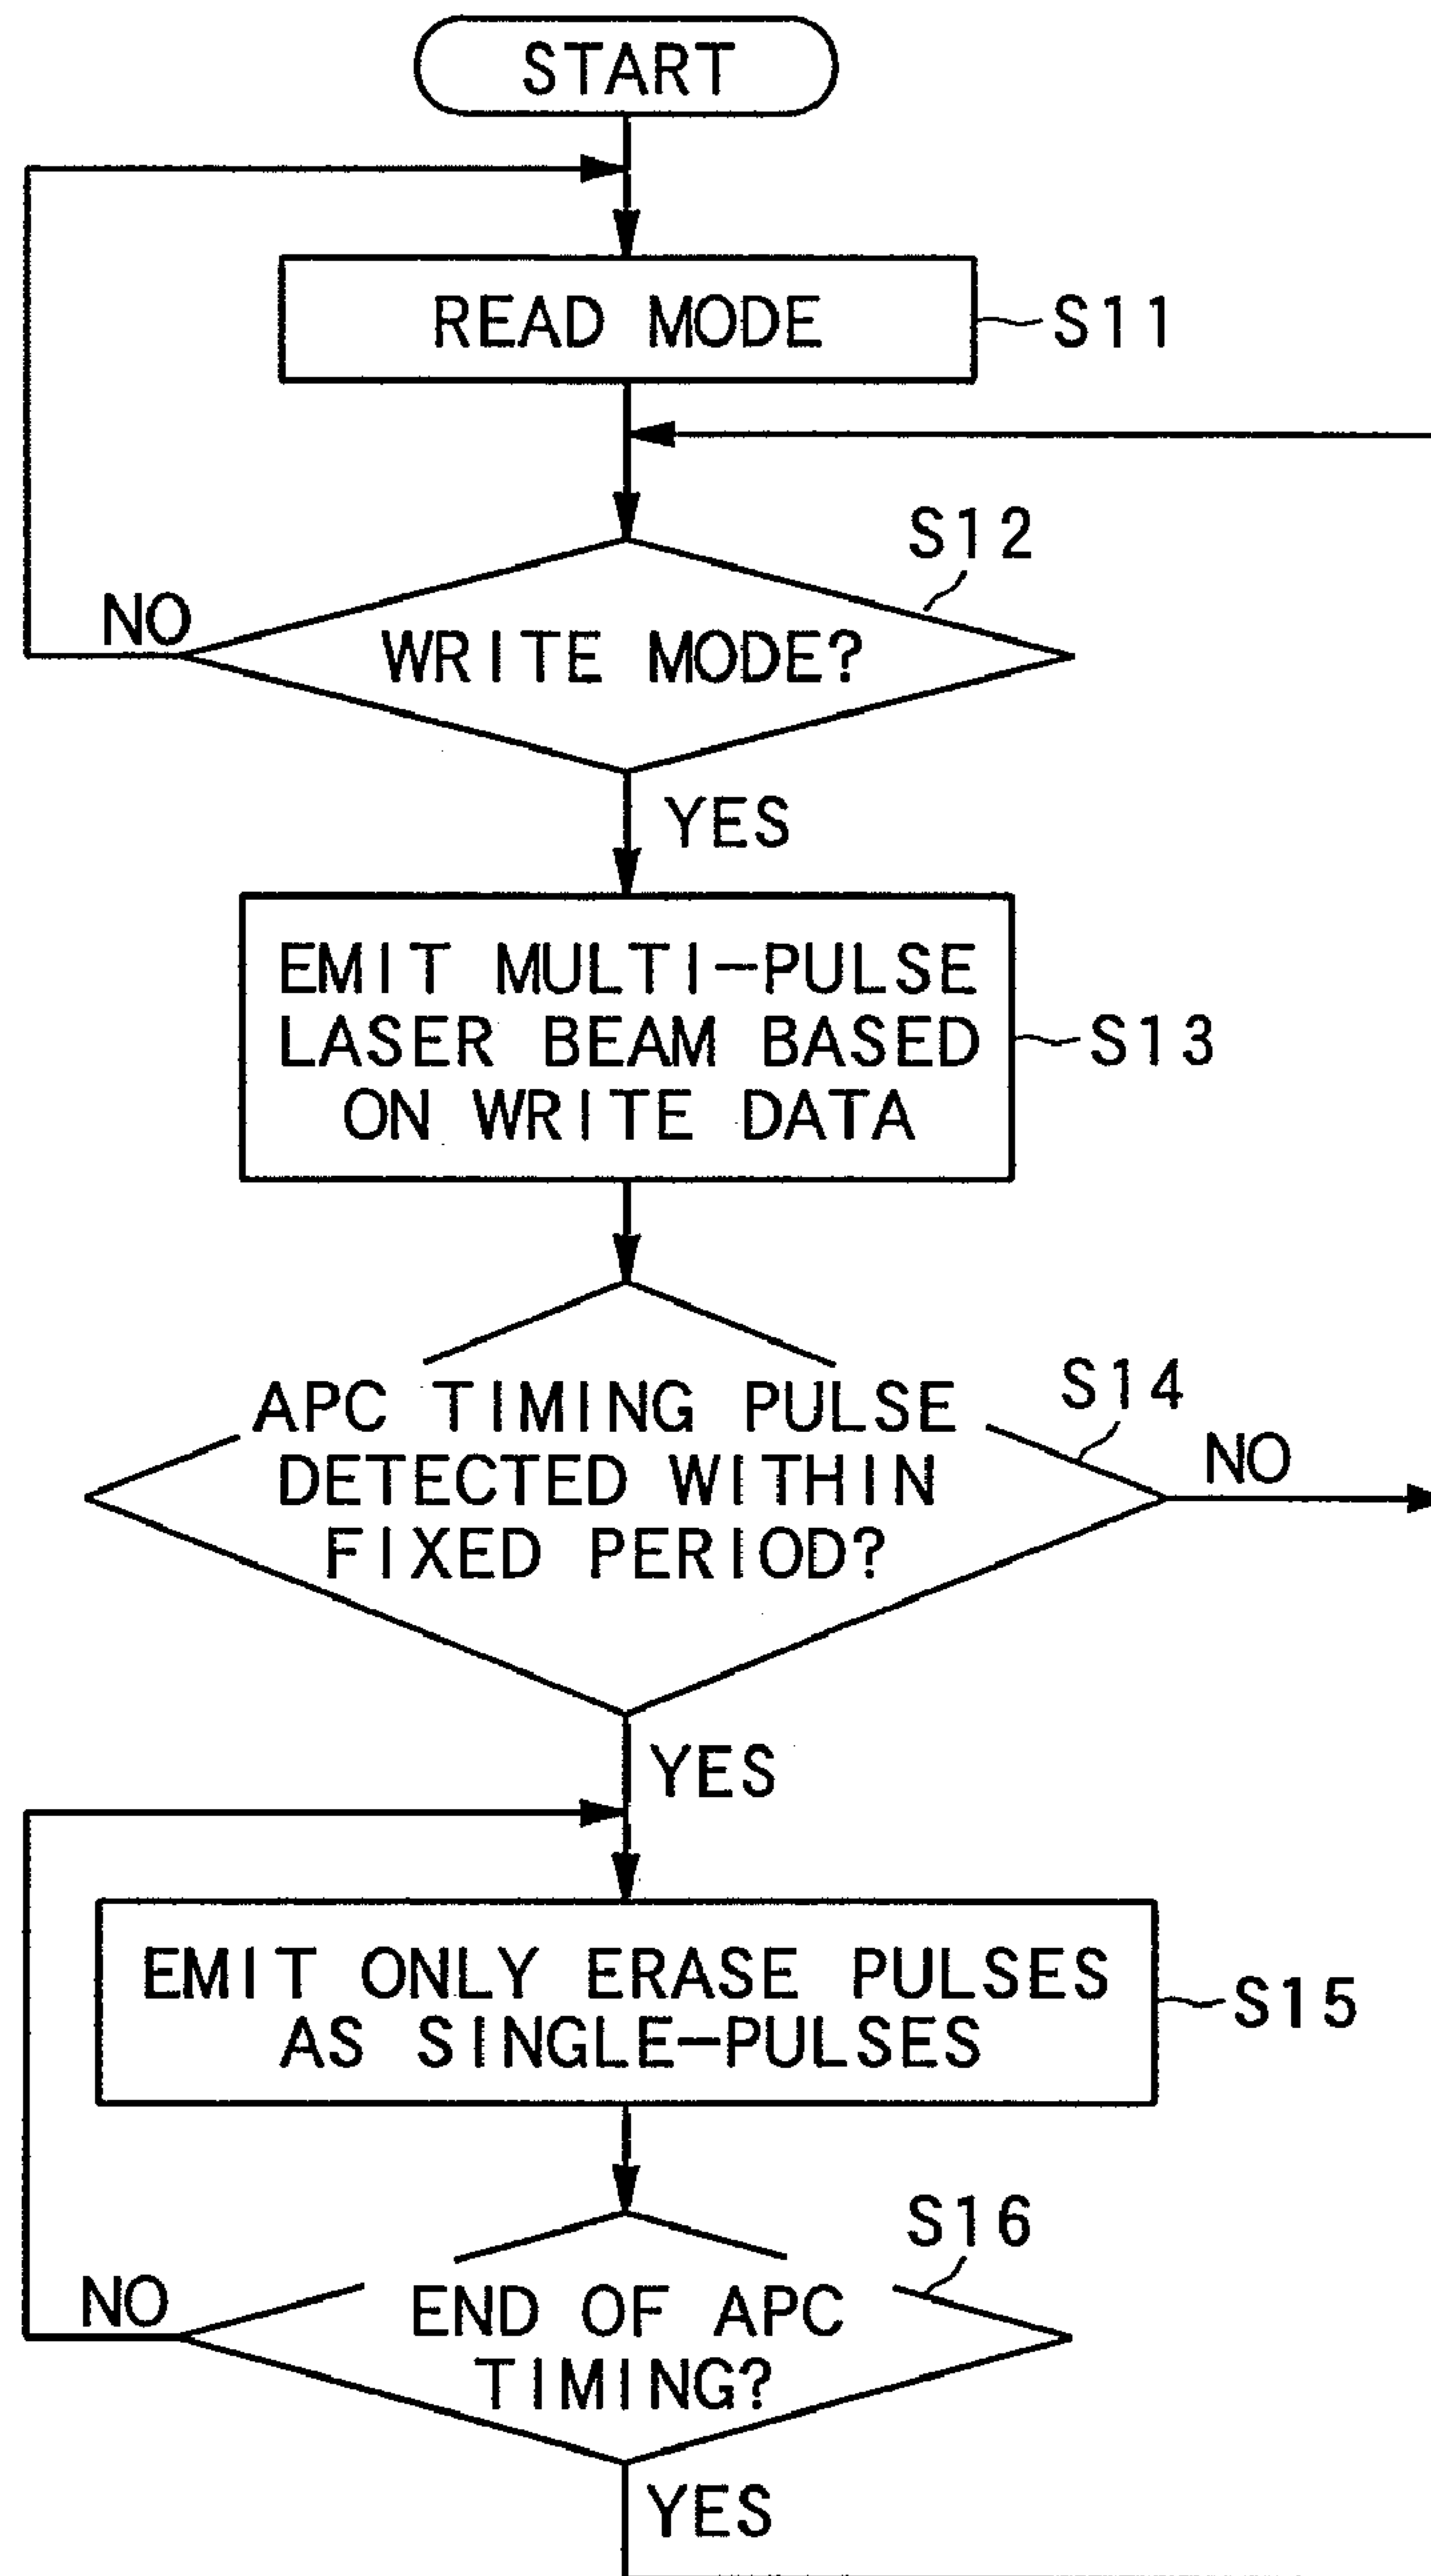 START
READ MODE
S11
S12
NO
WRITE MODE?
YES
EMIT MULTI-PULSE
LASER BEAM BASED
ON WRITE DATA
S13
APC TIMING PULSE
DETECTED WITHIN
FIXED PERIOD?
S14
NO
YES
EMIT ONLY ERASE PULSES
AS SINGLE-PULSES
S15
S16
NO
END OF APC
TIMING?
YES